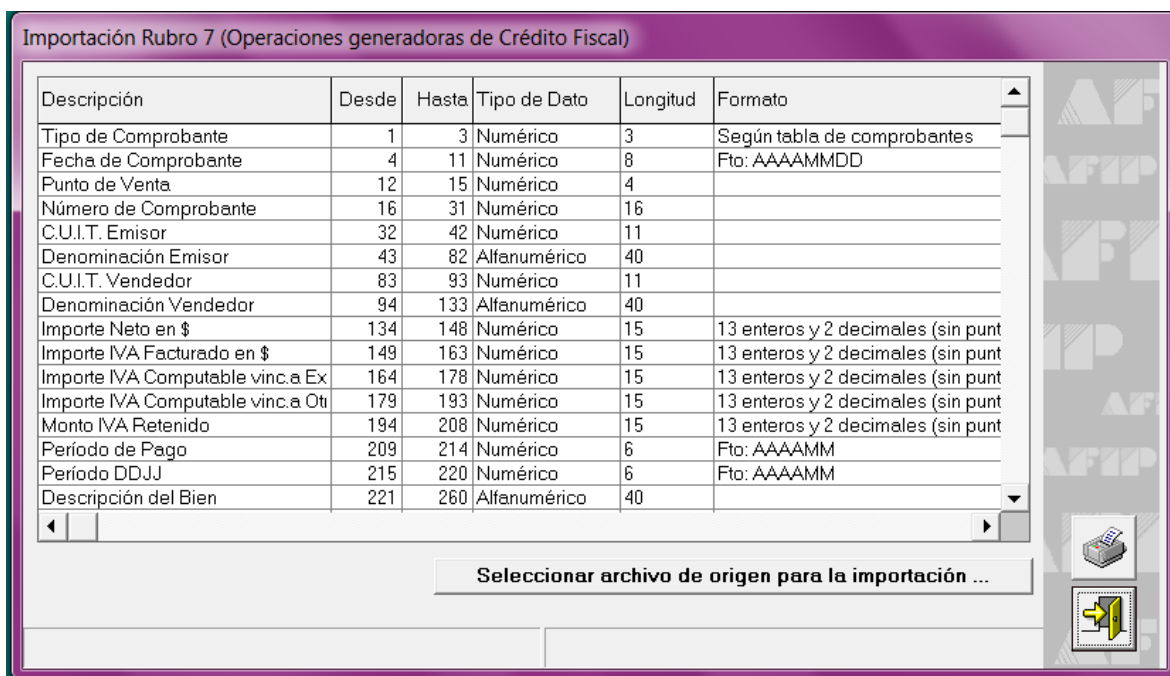 Importación Rubro 7 (Operaciones generadoras de Crédito Fiscal)
Descripción Desde Hasta Tipo de Dato Longitud Formato
Tipo de Comprobante 1 3 Numérico 3 Según tabla de comprobantes
Fecha de Comprobante 4 11 Numérico 8 Fto: AAAAMMDD
Punto de Venta 12 15 Numérico 4
Número de Comprobante 16 31 Numérico 16
C.U.I.T. Emisor 32 42 Numérico 11
Denominación Emisor 43 82 Alfanumérico 40
C.U.I.T. Vendedor 83 93 Numérico 11
Denominación Vendedor 94 133 Alfanumérico 40
Importe Neto en $ 134 148 Numérico 15 13 enteros y 2 decimales (sin punt
Importe IVA Facturado en $ 149 163 Numérico 15 13 enteros y 2 decimales (sin punt
Importe IVA Computable vinc.a Ex 164 178 Numérico 15 13 enteros y 2 decimales (sin punt
Importe IVA Computable vinc.a Otr 179 193 Numérico 15 13 enteros y 2 decimales (sin punt
Monto IVA Retenido 194 208 Numérico 15 13 enteros y 2 decimales (sin punt
Período de Pago 209 214 Numérico 6 Fto: AAAAMM
Período DDJJ 215 220 Numérico 6 Fto: AAAAMM
Descripción del Bien 221 260 Alfanumérico 40
Seleccionar archivo de origen para la importación ...
AFIP
AFIP